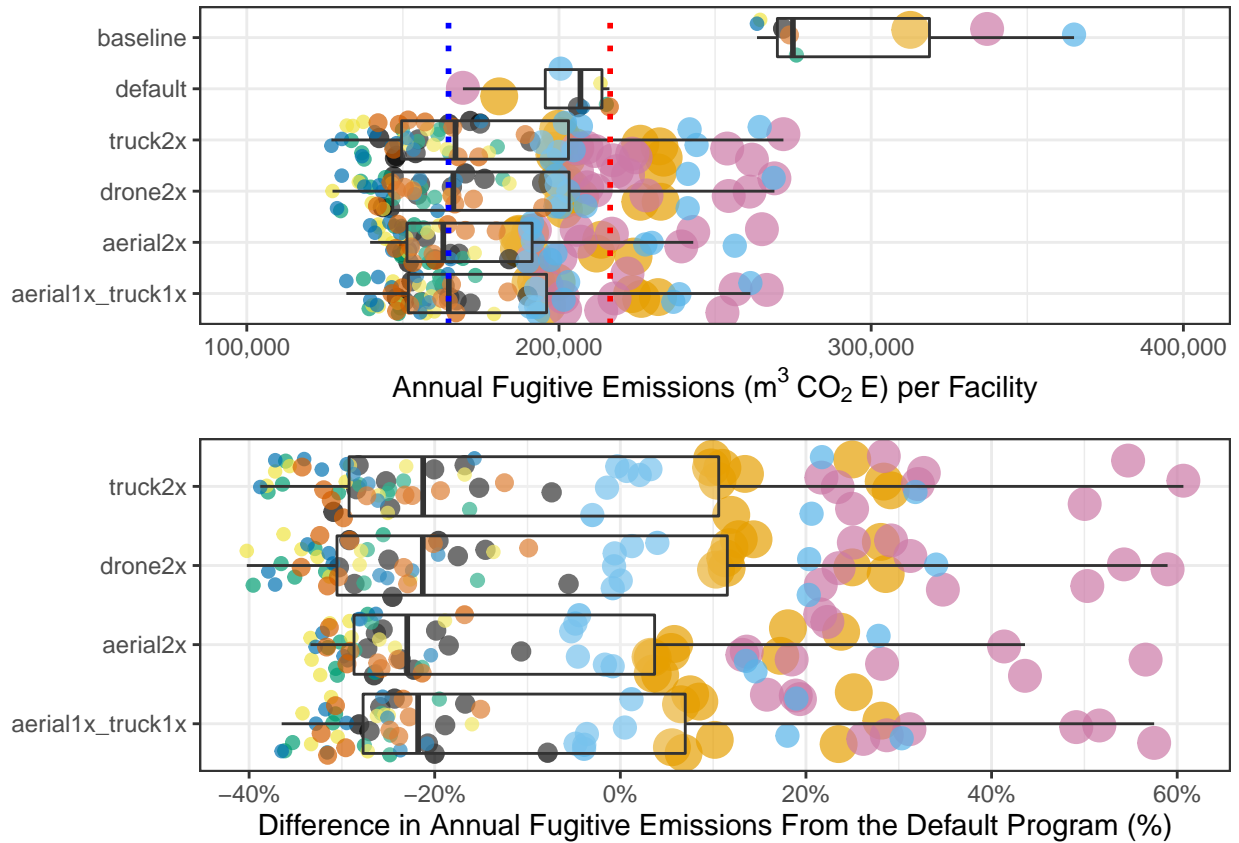 baseline
default
truck2x
drone2x
aerial2x
aerial1x_truck1x
100,000 200,000 300,000 400,000
Annual Fugitive Emissions (m³ CO₂ E) per Facility
truck2x
drone2x
aerial2x
aerial1x_truck1x
−40% −20% 0% 20% 40% 60%
Difference in Annual Fugitive Emissions From the Default Program (%)